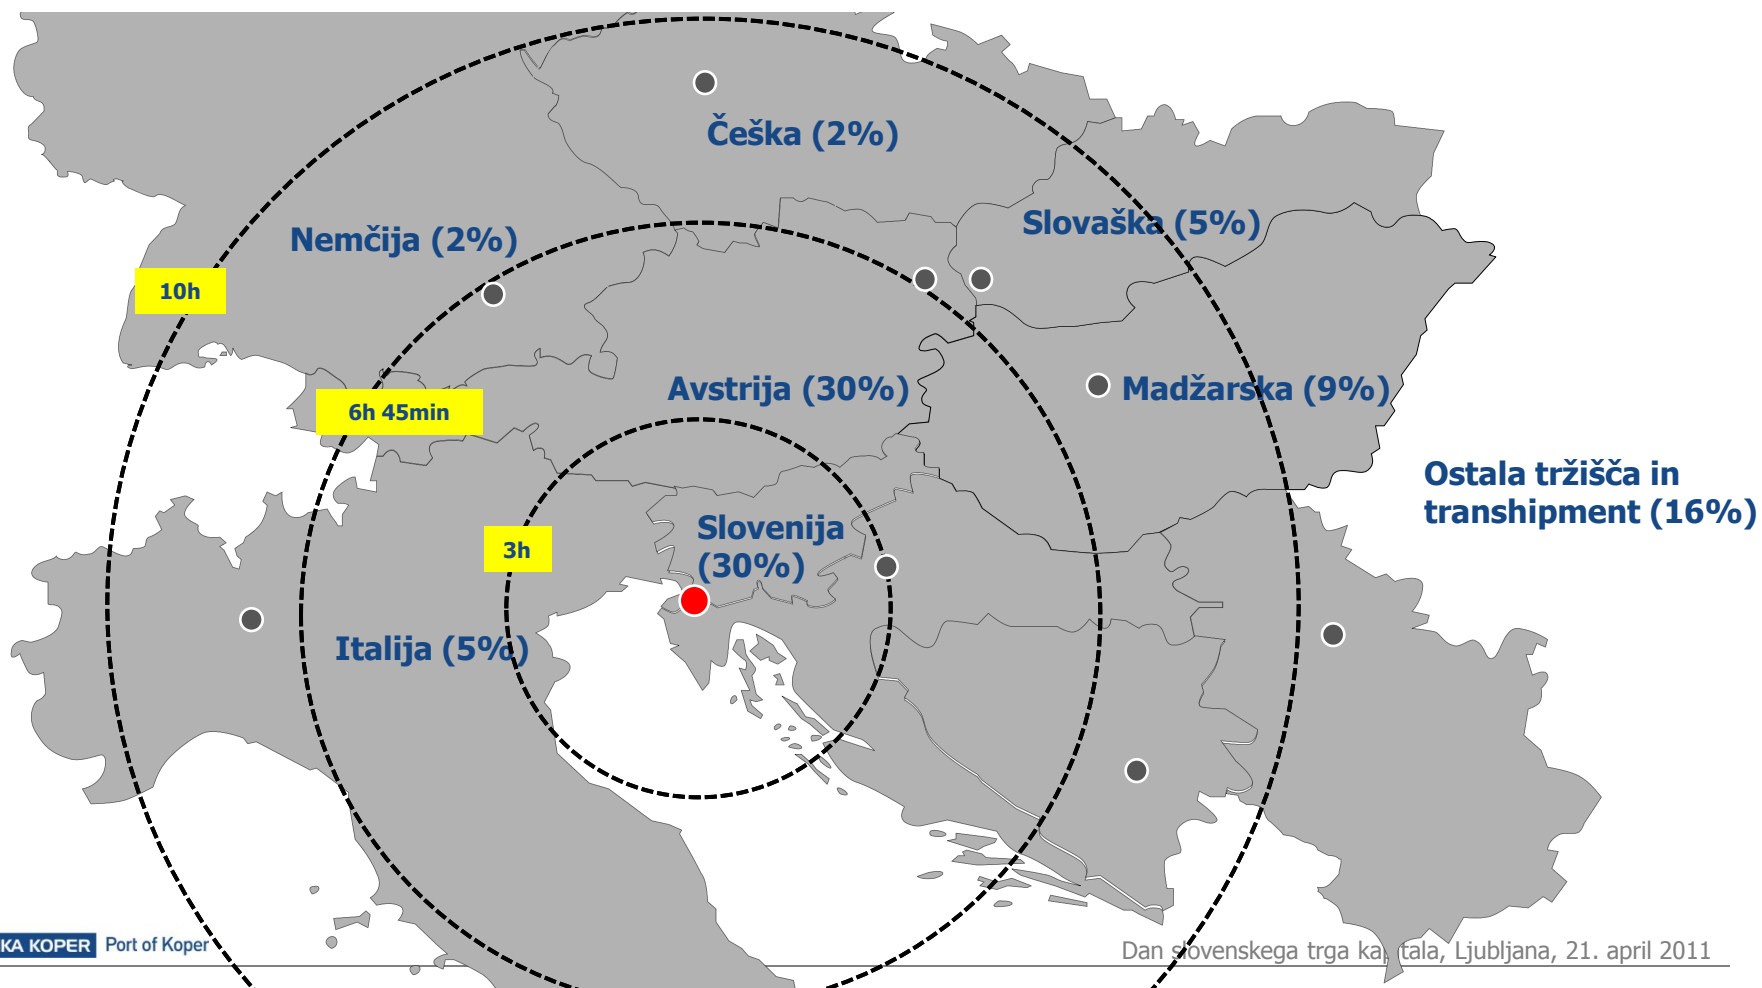 Češka (2%)
Slovaška (5%)
Nemčija (2%)
10h
Avstrija (30%)
Madžarska (9%)
6h 45min
Ostala tržišča in
transhipment (16%)
Slovenija
(30%)
3h
Italija (5%)
KA KOPER Port of Koper
Dan slovenskega trga kapitala, Ljubljana, 21. april 2011